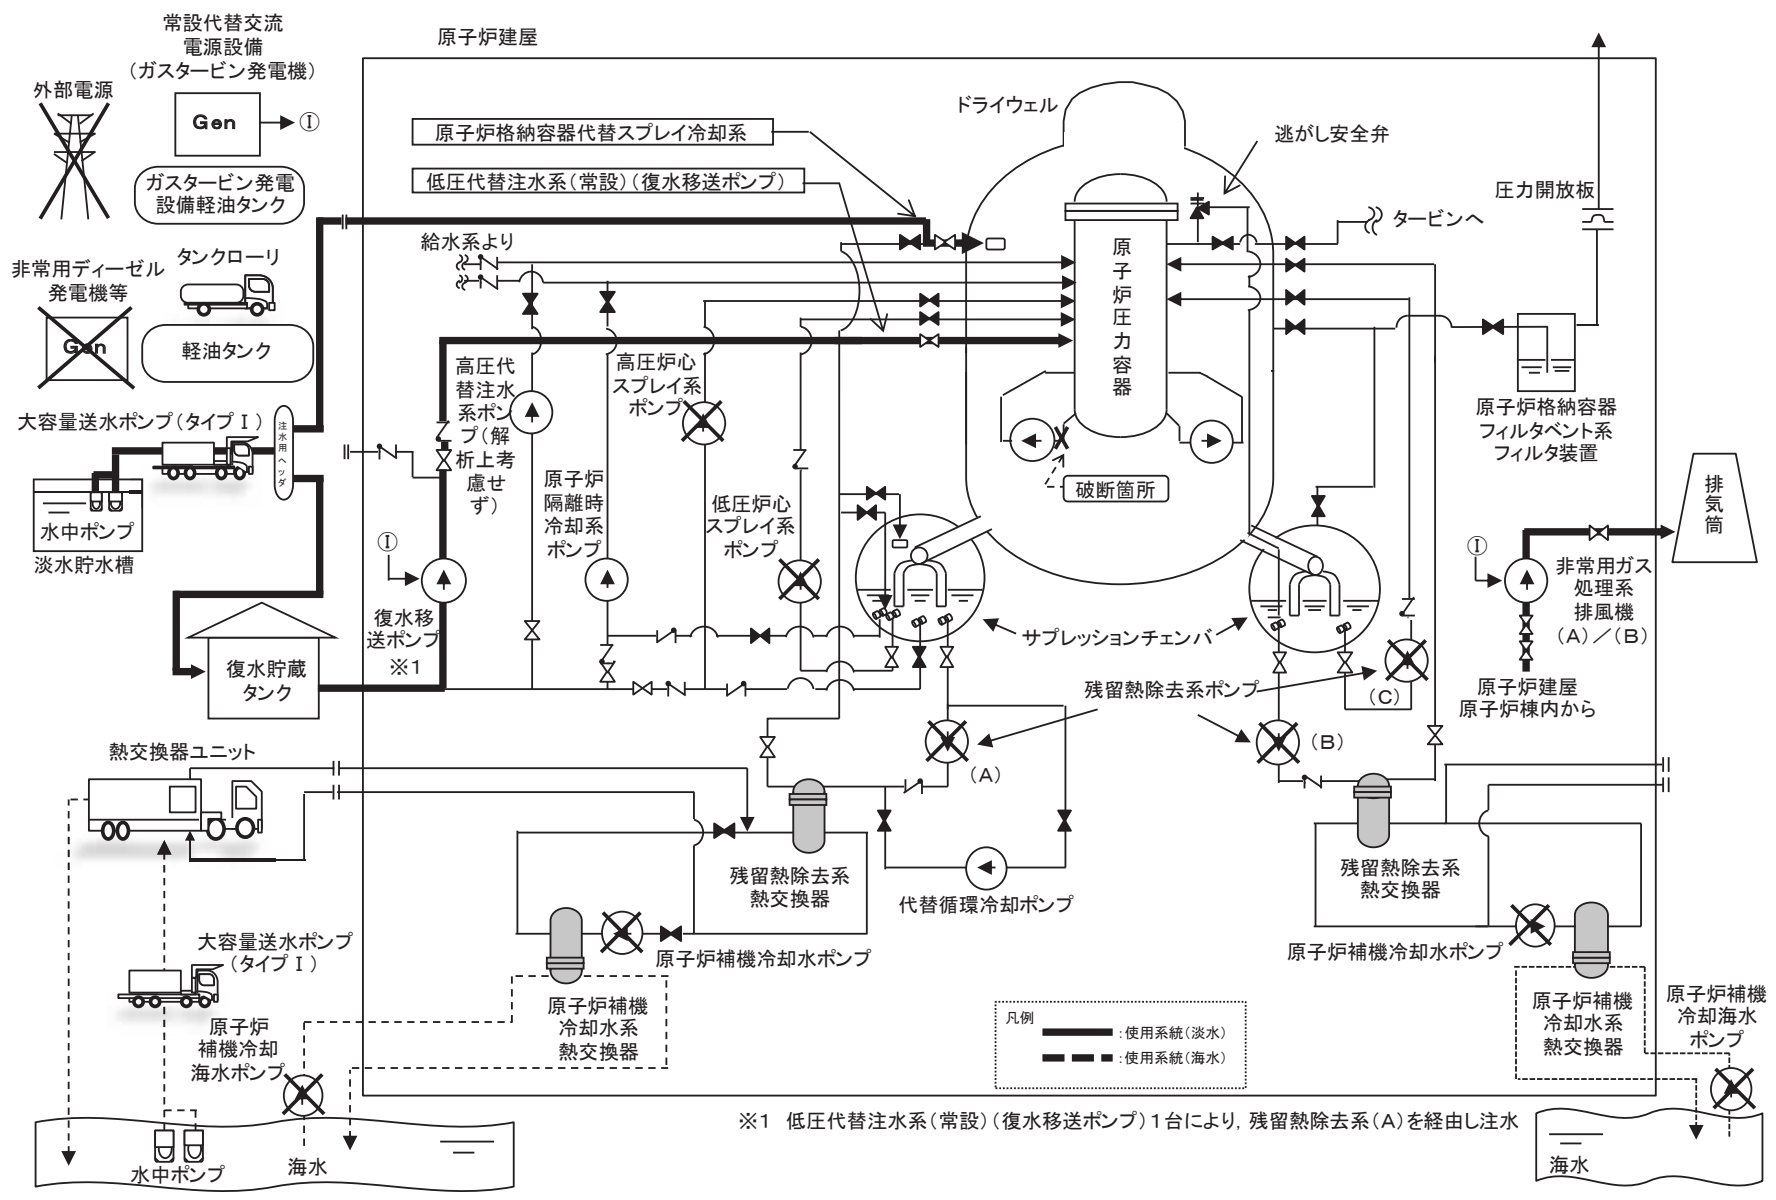 常設代替交流
電源設備
（ガスタービン発電機）
原子炉建屋
外部電源
Gen
Ⓘ
ガスタービン発電
設備軽油タンク
ドライウェル
原子炉格納容器代替スプレイ冷却系
逃がし安全弁
低圧代替注水系（常設）（復水移送ポンプ）
圧力開放板
タービンへ
給水系より
原子炉圧力容器
非常用ディーゼル
発電機等
Gen
タンクローリ
軽油タンク
高圧代
替注水
系ポン
プ（解
析上考
慮せ
ず）
高圧炉心
スプレイ系
ポンプ
大容量送水ポンプ（タイプⅠ）
注水用ヘッダ
原子炉格納容器
フィルタベント系
フィルタ装置
破断箇所
原子炉
隔離時
冷却系
ポンプ
低圧炉心
スプレイ系
ポンプ
排気筒
水中ポンプ
淡水貯水槽
Ⓘ
復水移
送ポンプ
※１
Ⓘ
非常用ガス
処理系
排風機
（Ａ）／（Ｂ）
サプレッションチェンバ
復水貯蔵
タンク
残留熱除去系ポンプ
（Ｃ）
原子炉建屋
原子炉棟内から
（Ｂ）
（Ａ）
熱交換器ユニット
残留熱除去系
熱交換器
代替循環冷却ポンプ
残留熱除去系
熱交換器
大容量送水ポンプ
（タイプⅠ）
原子炉補機冷却水ポンプ
原子炉補機冷却水ポンプ
原子炉補機
冷却水系
熱交換器
原子炉
補機冷却
海水ポンプ
凡例
：使用系統（淡水）
：使用系統（海水）
原子炉補機
冷却水系
熱交換器
原子炉補機
冷却海水
ポンプ
※１　低圧代替注水系（常設）（復水移送ポンプ）１台により，残留熱除去系（Ａ）を経由し注水
水中ポンプ
海水
海水